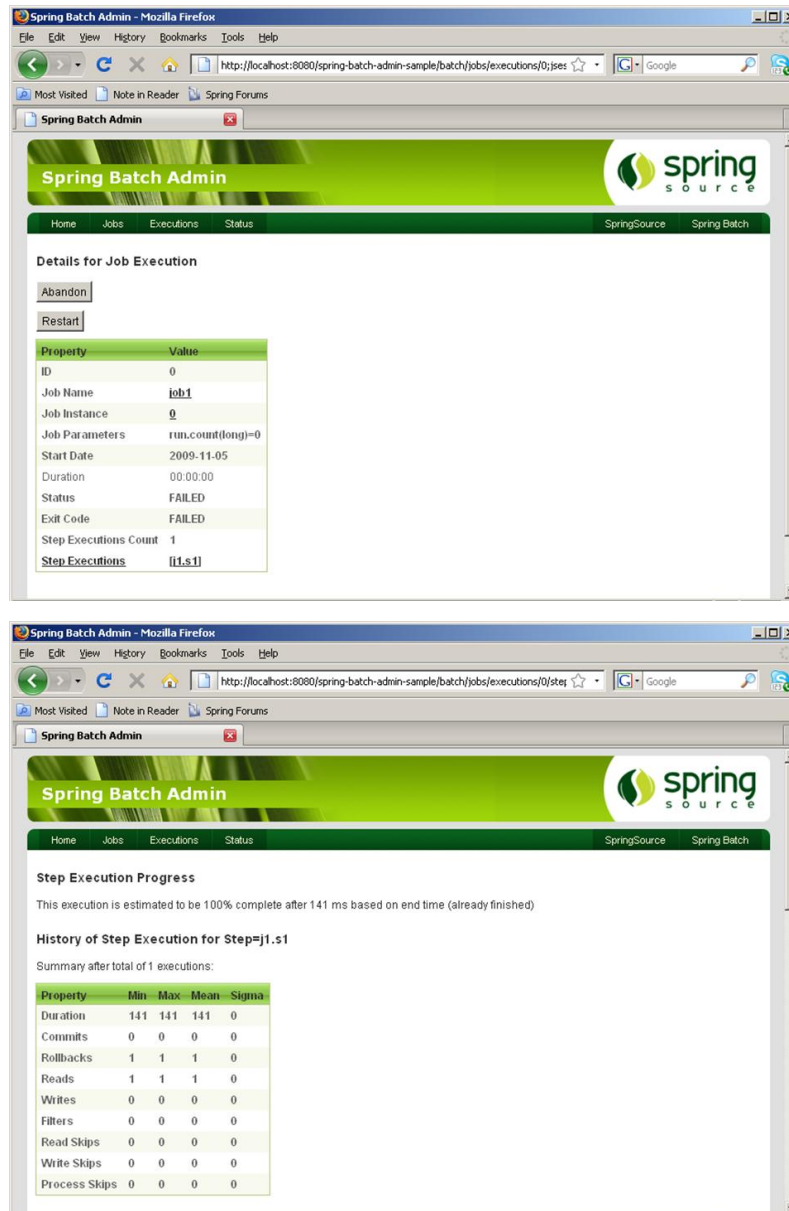 Spring Batch Admin - Mozilla Firefox
File Edit View History Bookmarks Tools Help
http://localhost:8080/spring-batch-admin-sample/batch/jobs/executions/0;jses Google
Most Visited Note in Reader Spring Forums
Spring Batch Admin
Spring Batch Admin
spring
source
Home Jobs Executions Status SpringSource Spring Batch
Details for Job Execution
Abandon
Restart
Property Value
ID 0
Job Name job1
Job Instance 0
Job Parameters run.count(long)=0
Start Date 2009-11-05
Duration 00:00:00
Status FAILED
Exit Code FAILED
Step Executions Count 1
Step Executions [j1.s1]
Spring Batch Admin - Mozilla Firefox
File Edit View History Bookmarks Tools Help
http://localhost:8080/spring-batch-admin-sample/batch/jobs/executions/0/step Google
Most Visited Note in Reader Spring Forums
Spring Batch Admin
Spring Batch Admin
spring
source
Home Jobs Executions Status SpringSource Spring Batch
Step Execution Progress
This execution is estimated to be 100% complete after 141 ms based on end time (already finished)
History of Step Execution for Step=j1.s1
Summary after total of 1 executions:
Property Min Max Mean Sigma
Duration 141 141 141 0
Commits 0 0 0 0
Rollbacks 1 1 1 0
Reads 1 1 1 0
Writes 0 0 0 0
Filters 0 0 0 0
Read Skips 0 0 0 0
Write Skips 0 0 0 0
Process Skips 0 0 0 0